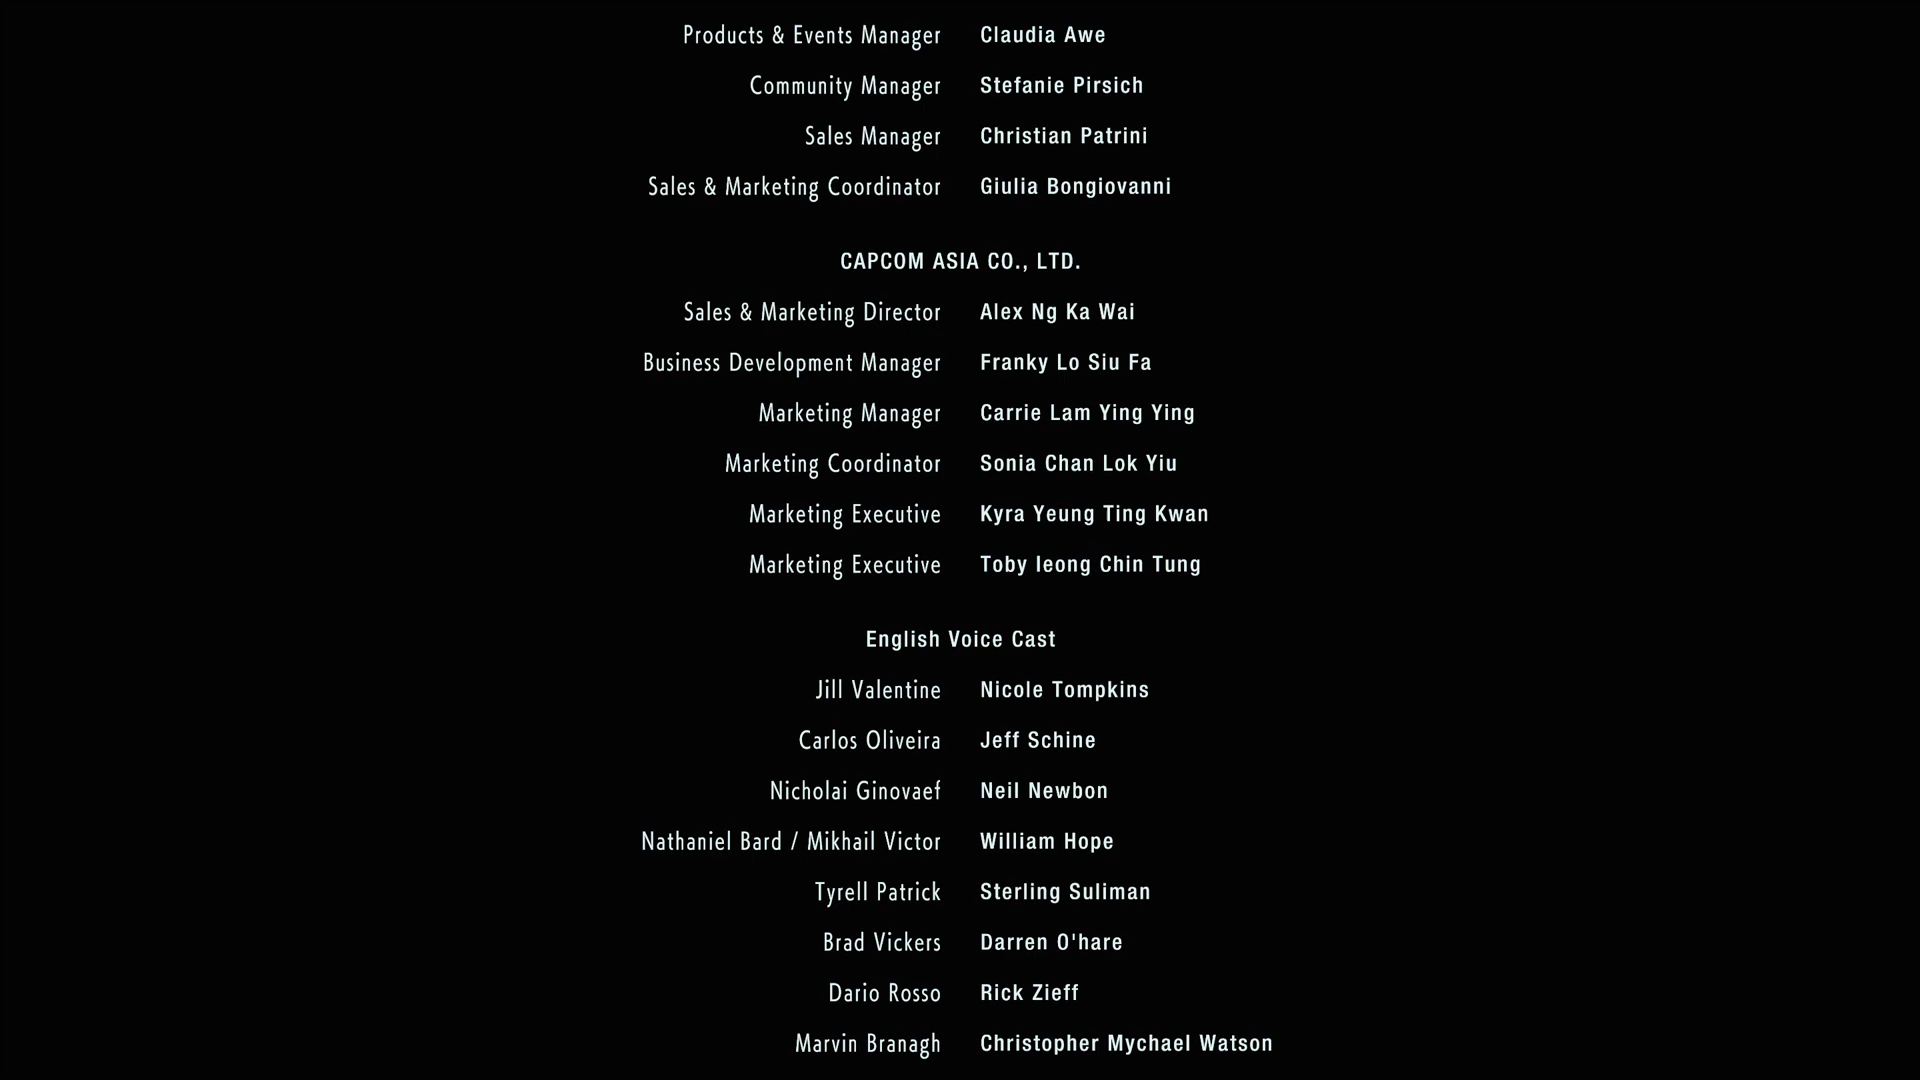 Products & Events Manager Claudia Awe
Community Manager Stefanie Pirsich
Sales Manager Christian Patrini
Sales & Marketing Coordinator Giulia Bongiovanni
CAPCOM ASIA CO., LTD.
Sales & Marketing Director Alex Ng Ka Wai
Business Development Manager Franky Lo Siu Fa
Marketing Manager Carrie Lam Ying Ying
Marketing Coordinator Sonia Chan Lok Yiu
Marketing Executive Kyra Yeung Ting Kwan
Marketing Executive Toby Ieong Chin Tung
English Voice Cast
Jill Valentine Nicole Tompkins
Carlos Oliveira Jeff Schine
Nicholai Ginovaef Neil Newbon
Nathaniel Bard / Mikhail Victor William Hope
Tyrell Patrick Sterling Suliman
Brad Vickers Darren O'hare
Dario Rosso Rick Zieff
Marvin Branagh Christopher Mychael Watson